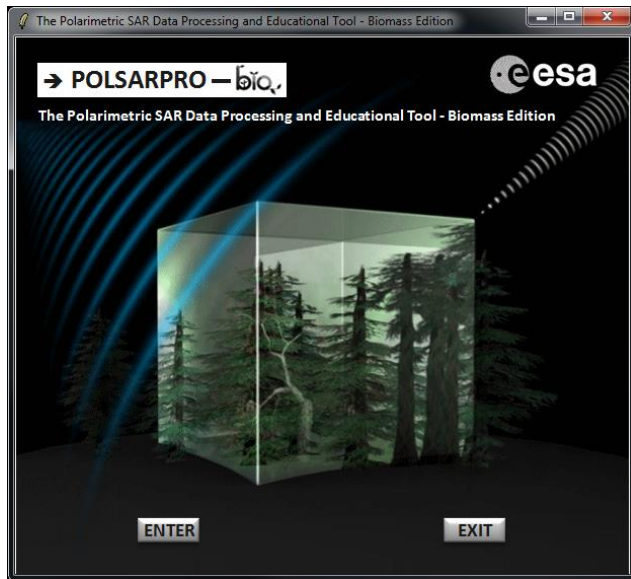 The Polarimetric SAR Data Processing and Educational Tool - Biomass Edition
→ POLSARPRO – bio
esa
The Polarimetric SAR Data Processing and Educational Tool - Biomass Edition
ENTER
EXIT